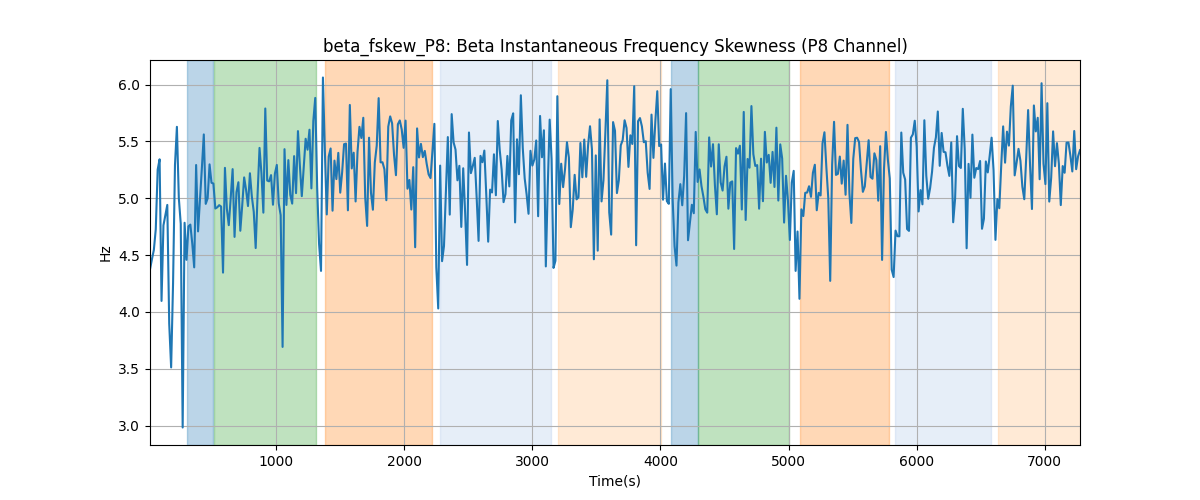 beta_fskew_P8: Beta Instantaneous Frequency Skewness (P8 Channel)
6.0
5.5
5.0
4.5
4.0
3.5
3.0
Hz
1000 2000 3000 4000 5000 6000 7000
Time(s)